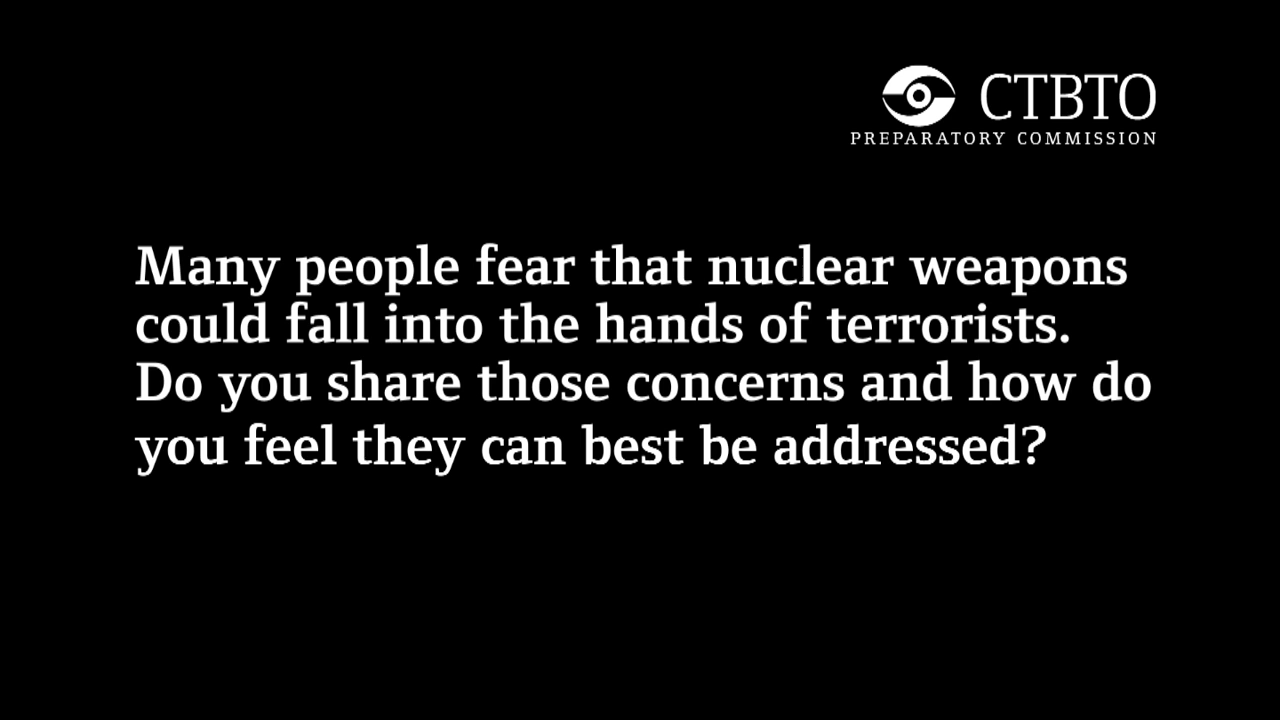 CTBTO
PREPARATORY COMMISSION
Many people fear that nuclear weapons
could fall into the hands of terrorists.
Do you share those concerns and how do
you feel they can best be addressed?